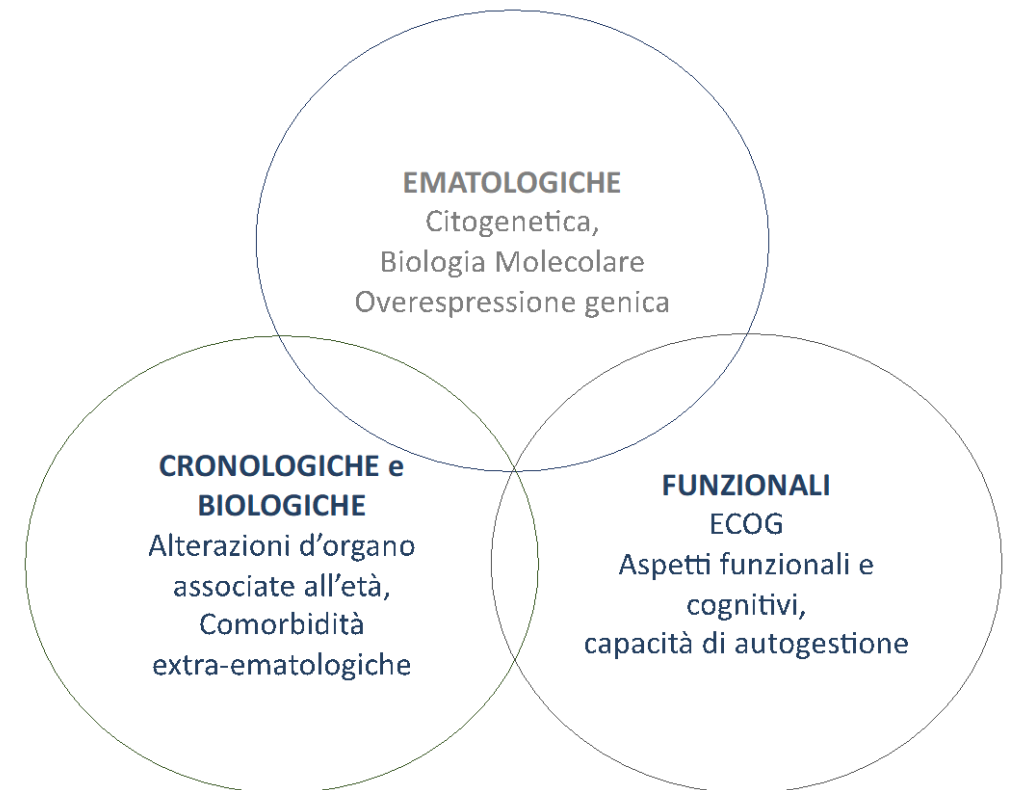 EMATOLOGICHE
Citogenetica,
Biologia Molecolare
Overespressione genica
CRONOLOGICHE e
BIOLOGICHE
Alterazioni d’organo
associate all’età,
Comorbidità
extra-ematologiche
FUNZIONALI
ECOG
Aspetti funzionali e
cognitivi,
capacità di autogestione